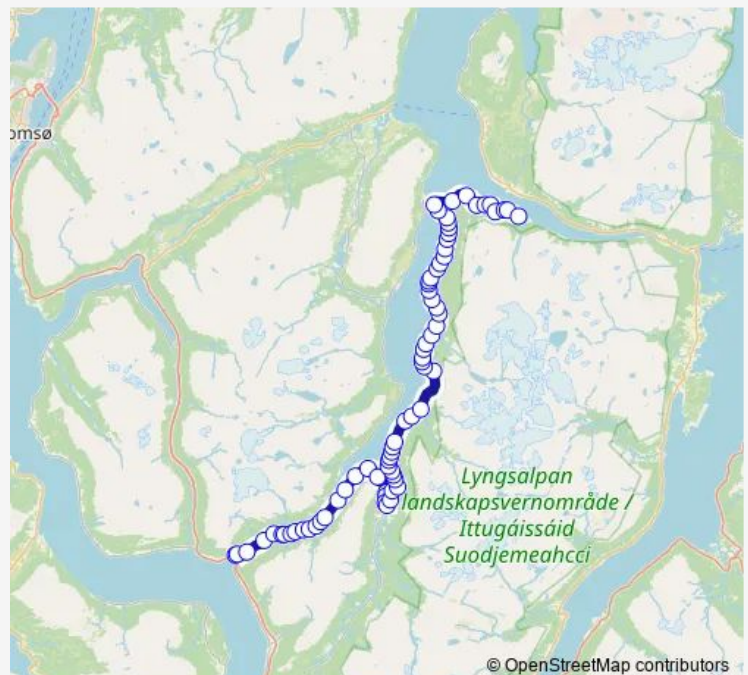 omsø
Lyngsalpan
landskapsvernområde /
Ittugáissáid
Suodjemeahcci
© OpenStreetMap contributors